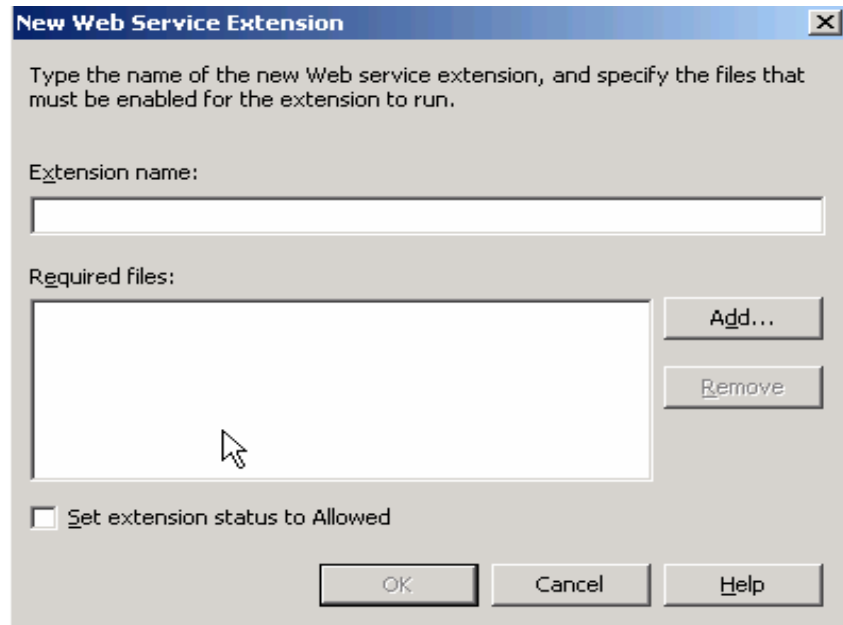 New Web Service Extension
Type the name of the new Web service extension, and specify the files that
must be enabled for the extension to run.
Extension name:
Required files:
Add...
Remove
Set extension status to Allowed
OK
Cancel
Help